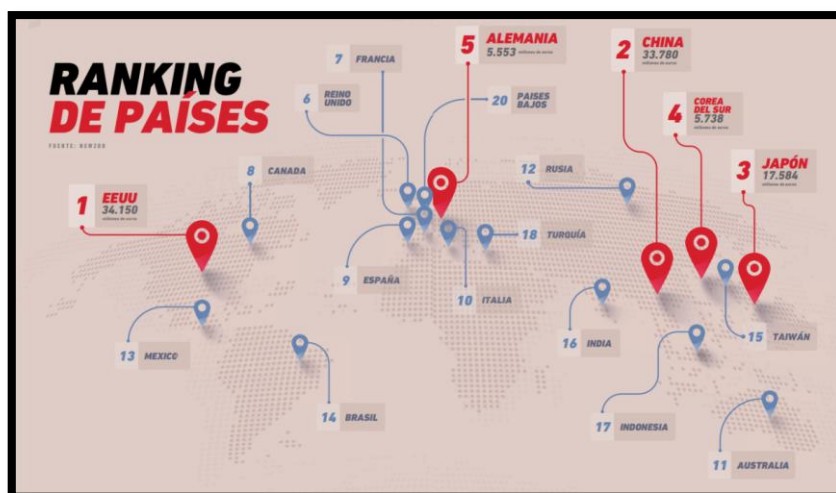 RANKING
DE PAÍSES
FUENTE: NEWZOO
1 EEUU
34.150
millones de euros
2 CHINA
33.780
millones de euros
3 JAPÓN
17.584
millones de euros
4 COREA
DEL SUR
5.738
millones de euros
5 ALEMANIA
5.553
millones de euros
6 REINO
UNIDO
7 FRANCIA
8 CANADA
9 ESPAÑA
10 ITALIA
11 AUSTRALIA
12 RUSIA
13 MEXICO
14 BRASIL
15 TAIWÁN
16 INDIA
17 INDONESIA
18 TURQUÍA
20 PAISES
BAJOS